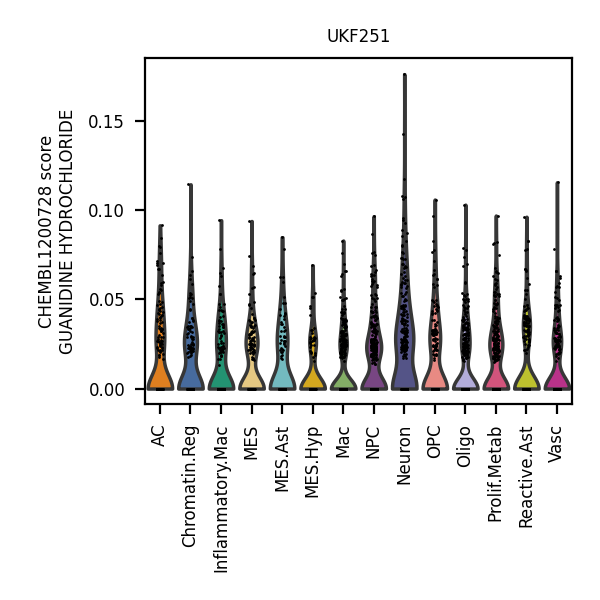 UKF251
CHEMBL1200728 score
GUANIDINE HYDROCHLORIDE
0.15
0.10
0.05
0.00
AC
Chromatin.Reg
Inflammatory.Mac
MES
MES.Ast
MES.Hyp
Mac
NPC
Neuron
OPC
Oligo
Prolif.Metab
Reactive.Ast
Vasc